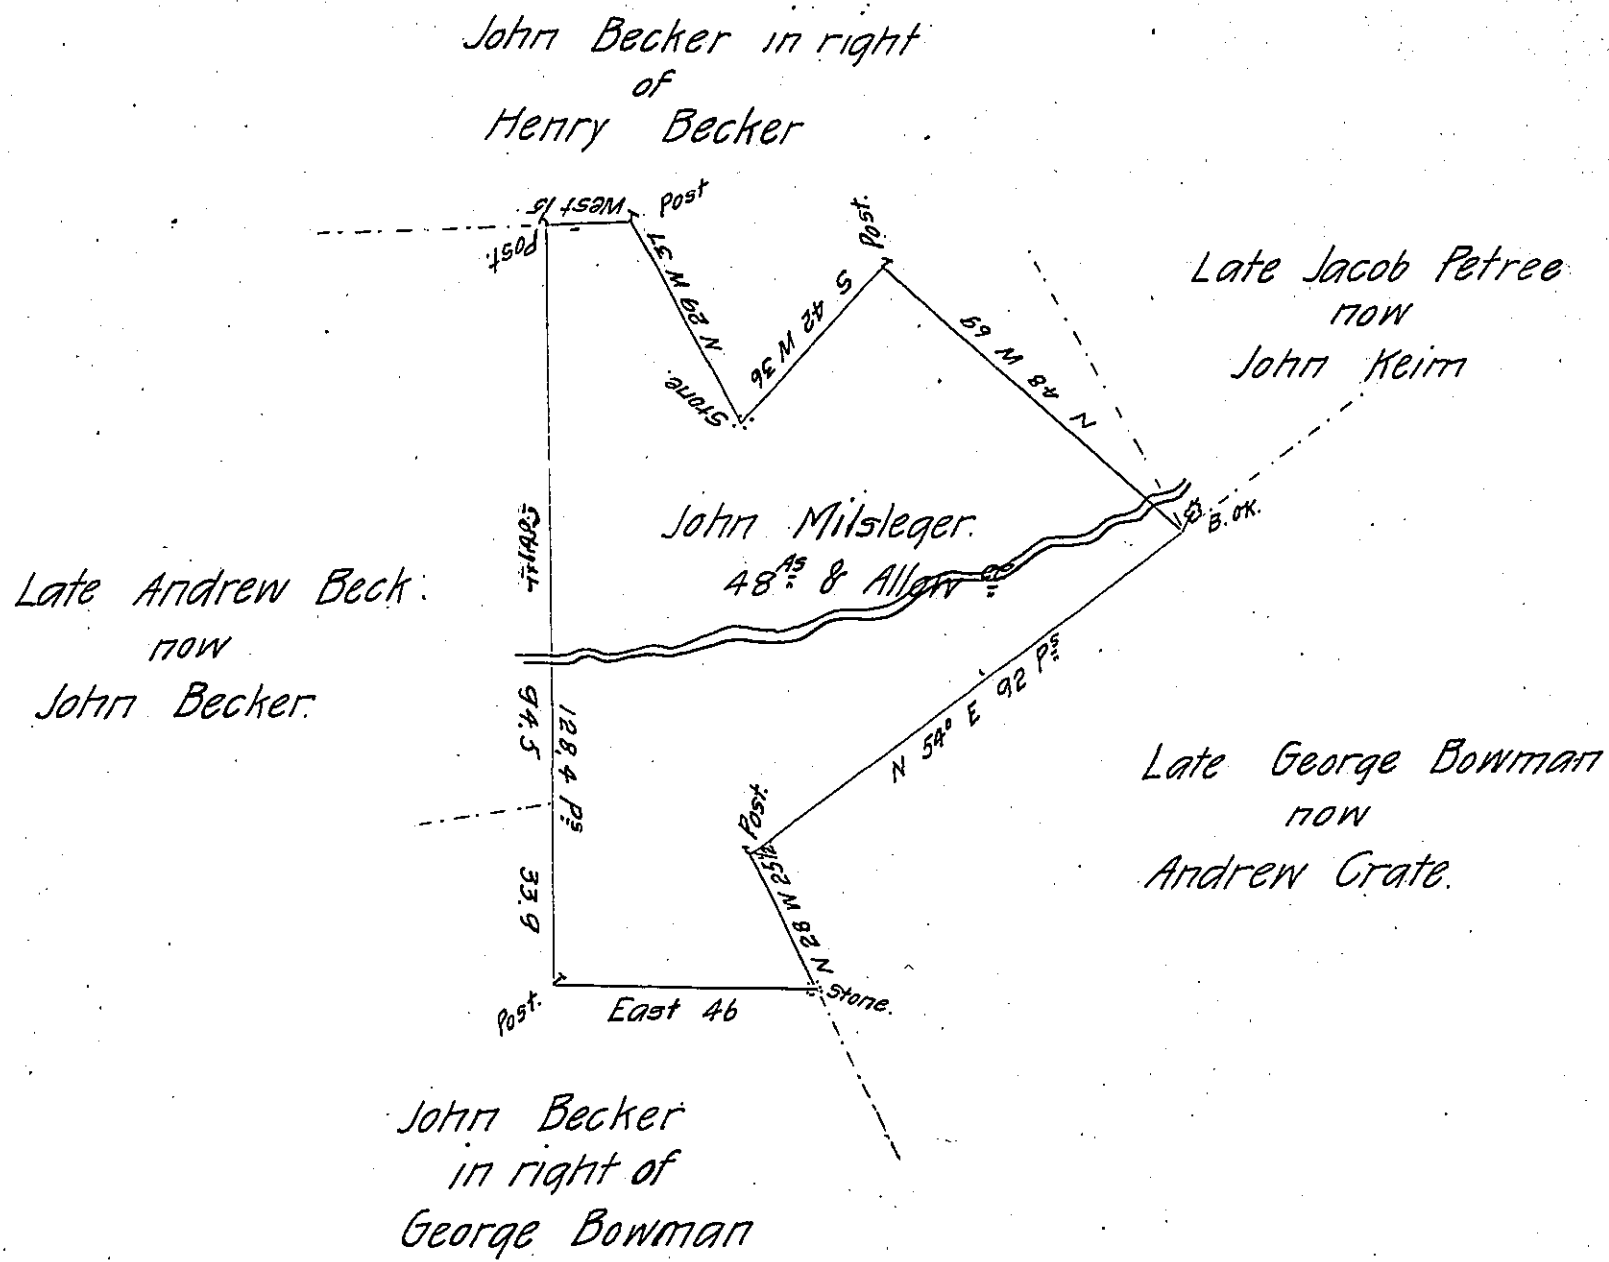 John Becker in right
of
Henry Becker
West 15
Post
Post.
N 29 W 37
Stone.
S 42 W 36
Post.
N 48 W 69
Late Jacob Petree
now
John Keim
B. OK.
John Milsleger.
48 As & Allow ce
South
Late Andrew Beck.
now
John Becker.
94.5
128,4 Ps
33.9
N 54° E 92 Ps
Late George Bowman
now
Andrew Crate.
Post.
N 28 W 25½
Stone.
Post.
East 46
John Becker
in right of
George Bowman